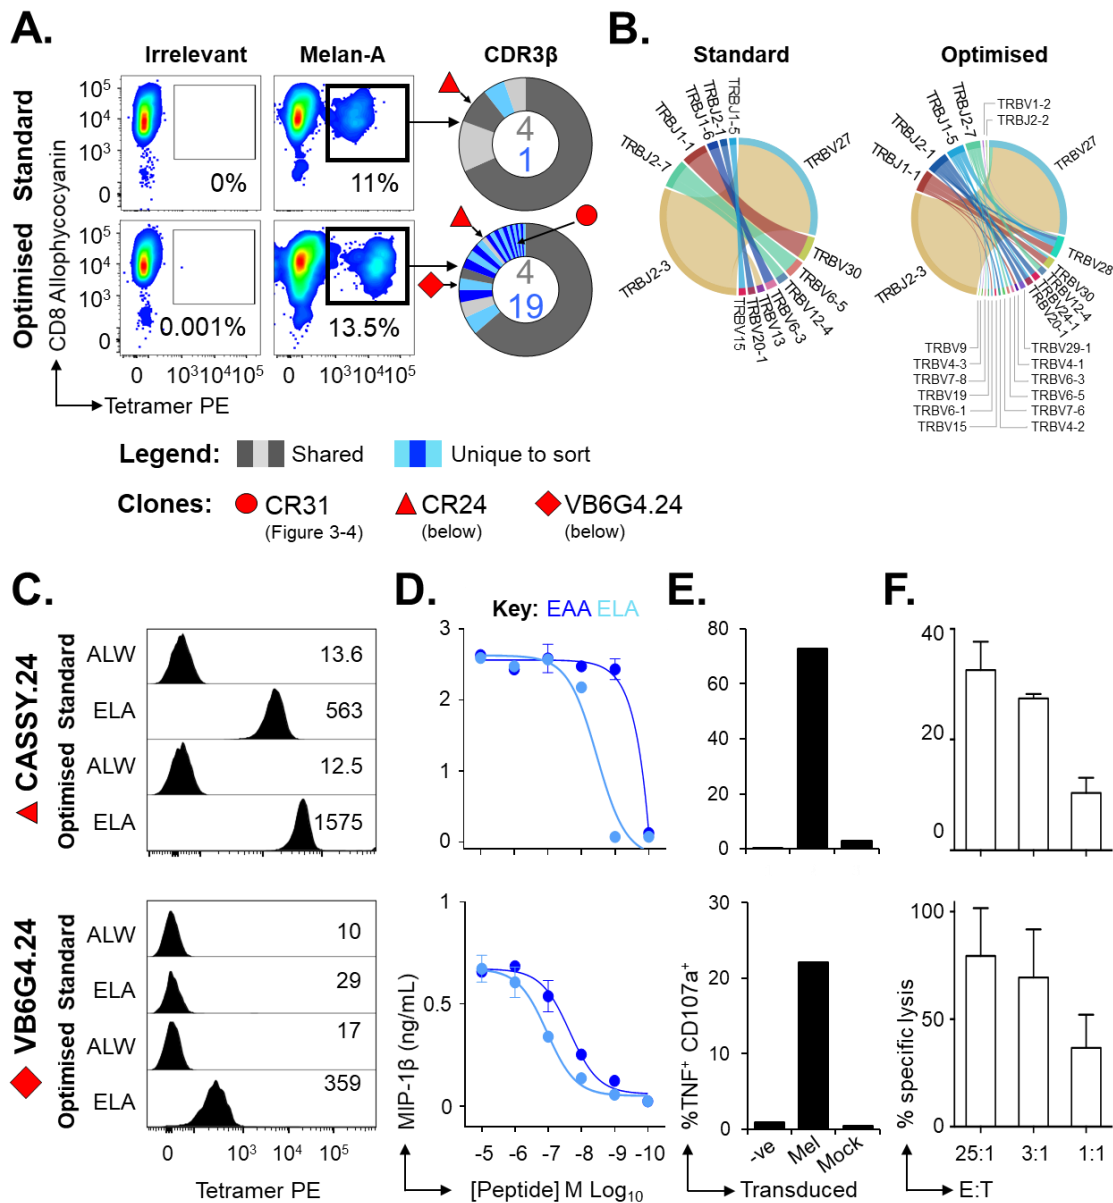 A.
Irrelevant
Melan-A
CDR3β
Standard
Optimised
CD8 Allophycocyanin
10⁵
10⁴
10³
0
0%
11%
4
1
10⁵
10⁴
10³
0
0.001%
13.5%
4
19
0 10³10⁴10⁵
0 10³10⁴10⁵
Tetramer PE
Legend: Shared Unique to sort
Clones: CR31 CR24 VB6G4.24
(Figure 3-4) (below) (below)
B.
Standard
TRBJ1-5
TRBJ2-1
TRBJ1-6
TRBJ1-1
TRBJ2-7
TRBJ2-3
TRBV27
TRBV30
TRBV6-5
TRBV12-4
TRBV6-3
TRBV13
TRBV20-1
TRBV15
Optimised
TRBV1-2
TRBJ2-2
TRBJ2-7
TRBJ1-5
TRBJ2-1
TRBJ1-1
TRBJ2-3
TRBV27
TRBV28
TRBV30
TRBV12-4
TRBV24-1
TRBV20-1
TRBV9
TRBV4-3
TRBV7-8
TRBV19
TRBV6-1
TRBV15
TRBV29-1
TRBV4-1
TRBV6-3
TRBV6-5
TRBV7-6
TRBV4-2
C.
CASSY.24
Standard
Optimised
ALW 13.6
ELA 563
ALW 12.5
ELA 1575
VB6G4.24
Standard
Optimised
ALW 10
ELA 29
ALW 17
ELA 359
0 10³ 10⁴ 10⁵
Tetramer PE
D.
Key: EAA ELA
3
2
1
0
1
0.5
0
MIP-1β (ng/mL)
-5 -6 -7 -8 -9 -10
[Peptide] M Log₁₀
E.
80
60
40
20
0
30
20
10
0
%TNF⁺ CD107a⁺
-ve Mel Mock
Transduced
F.
40
20
0
100
50
0
% specific lysis
25:1 3:1 1:1
E:T